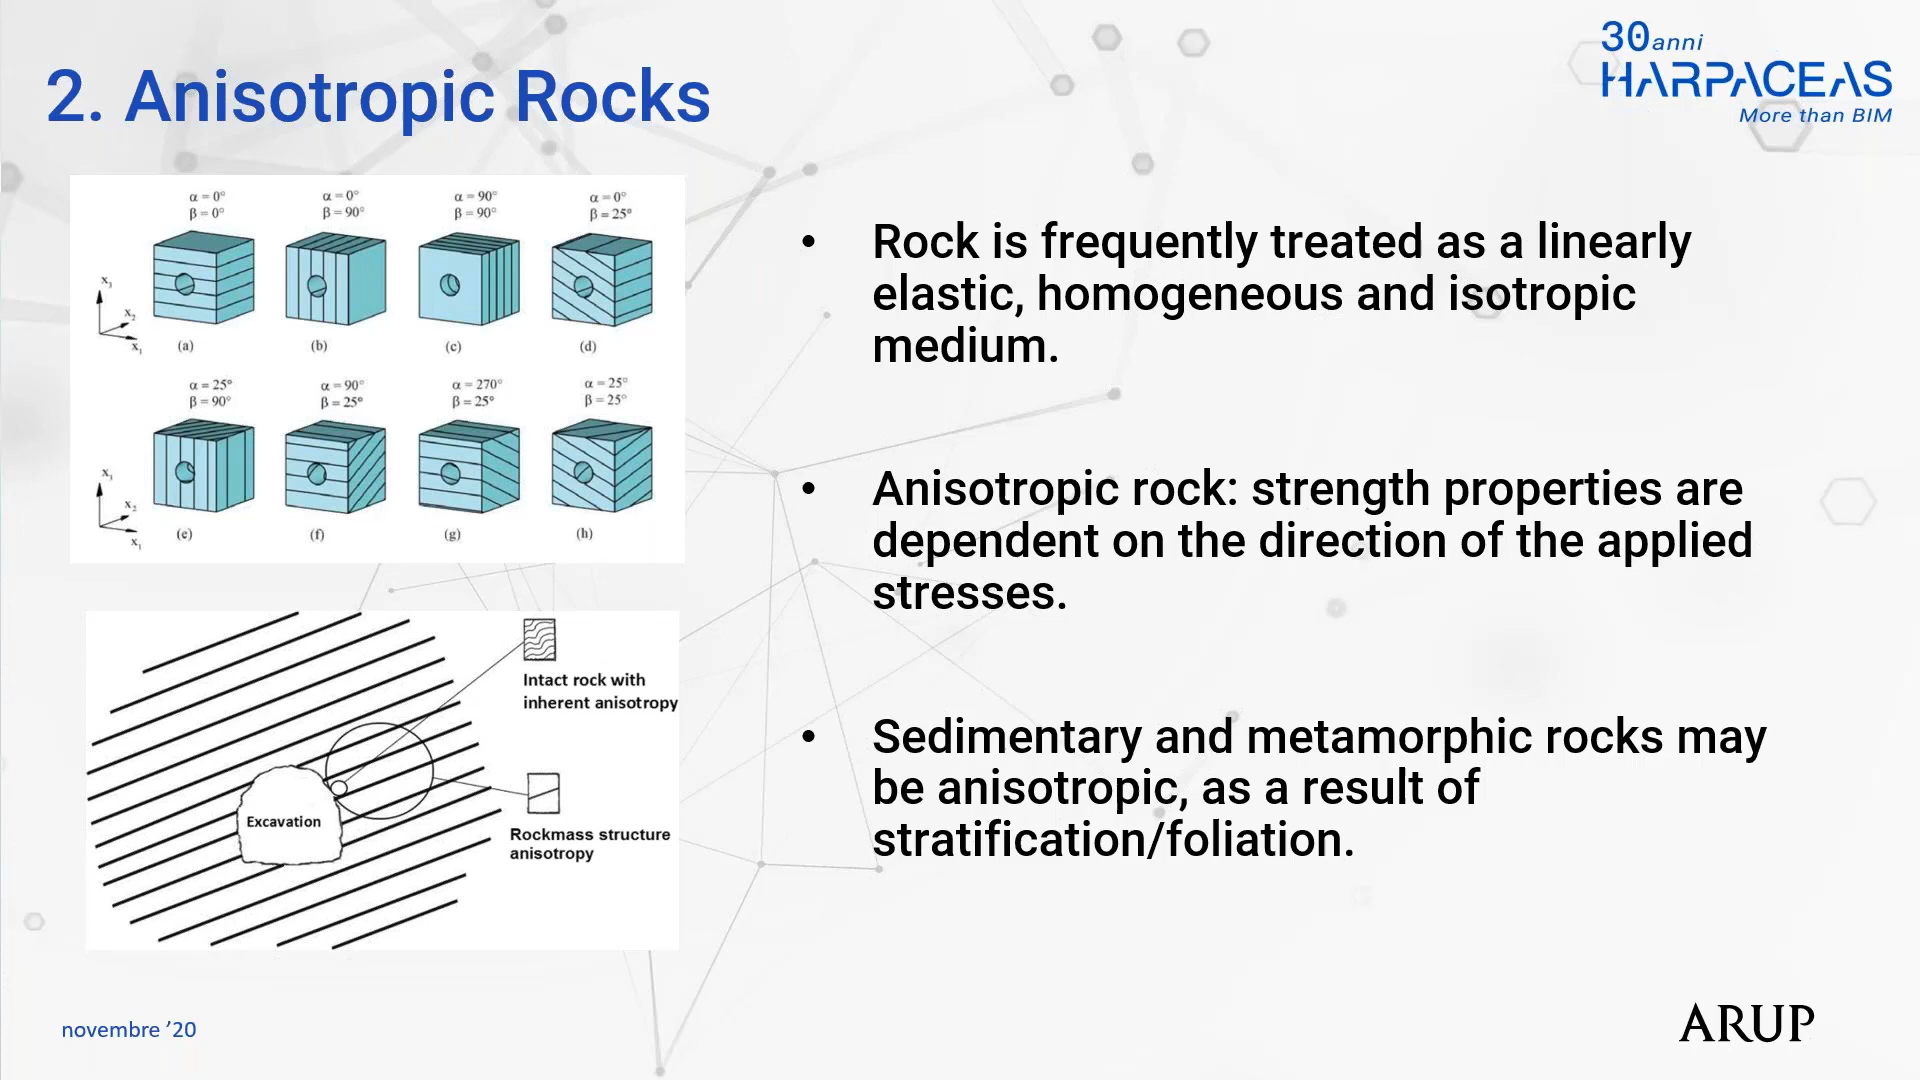 30anni
HARPACEAS
More than BIM
2. Anisotropic Rocks
α = 0°
β = 0°
α = 0°
β = 90°
α = 90°
β = 90°
α = 0°
β = 25°
x₃
x₂
x₁
(a)
(b)
(c)
(d)
α = 25°
β = 90°
α = 90°
β = 25°
α = 270°
β = 25°
α = 25°
β = 25°
x₃
x₂
x₁
(e)
(f)
(g)
(h)
Intact rock with
inherent anisotropy
Excavation
Rockmass structure
anisotropy
• Rock is frequently treated as a linearly
elastic, homogeneous and isotropic
medium.
• Anisotropic rock: strength properties are
dependent on the direction of the applied
stresses.
• Sedimentary and metamorphic rocks may
be anisotropic, as a result of
stratification/foliation.
novembre ’20
ARUP